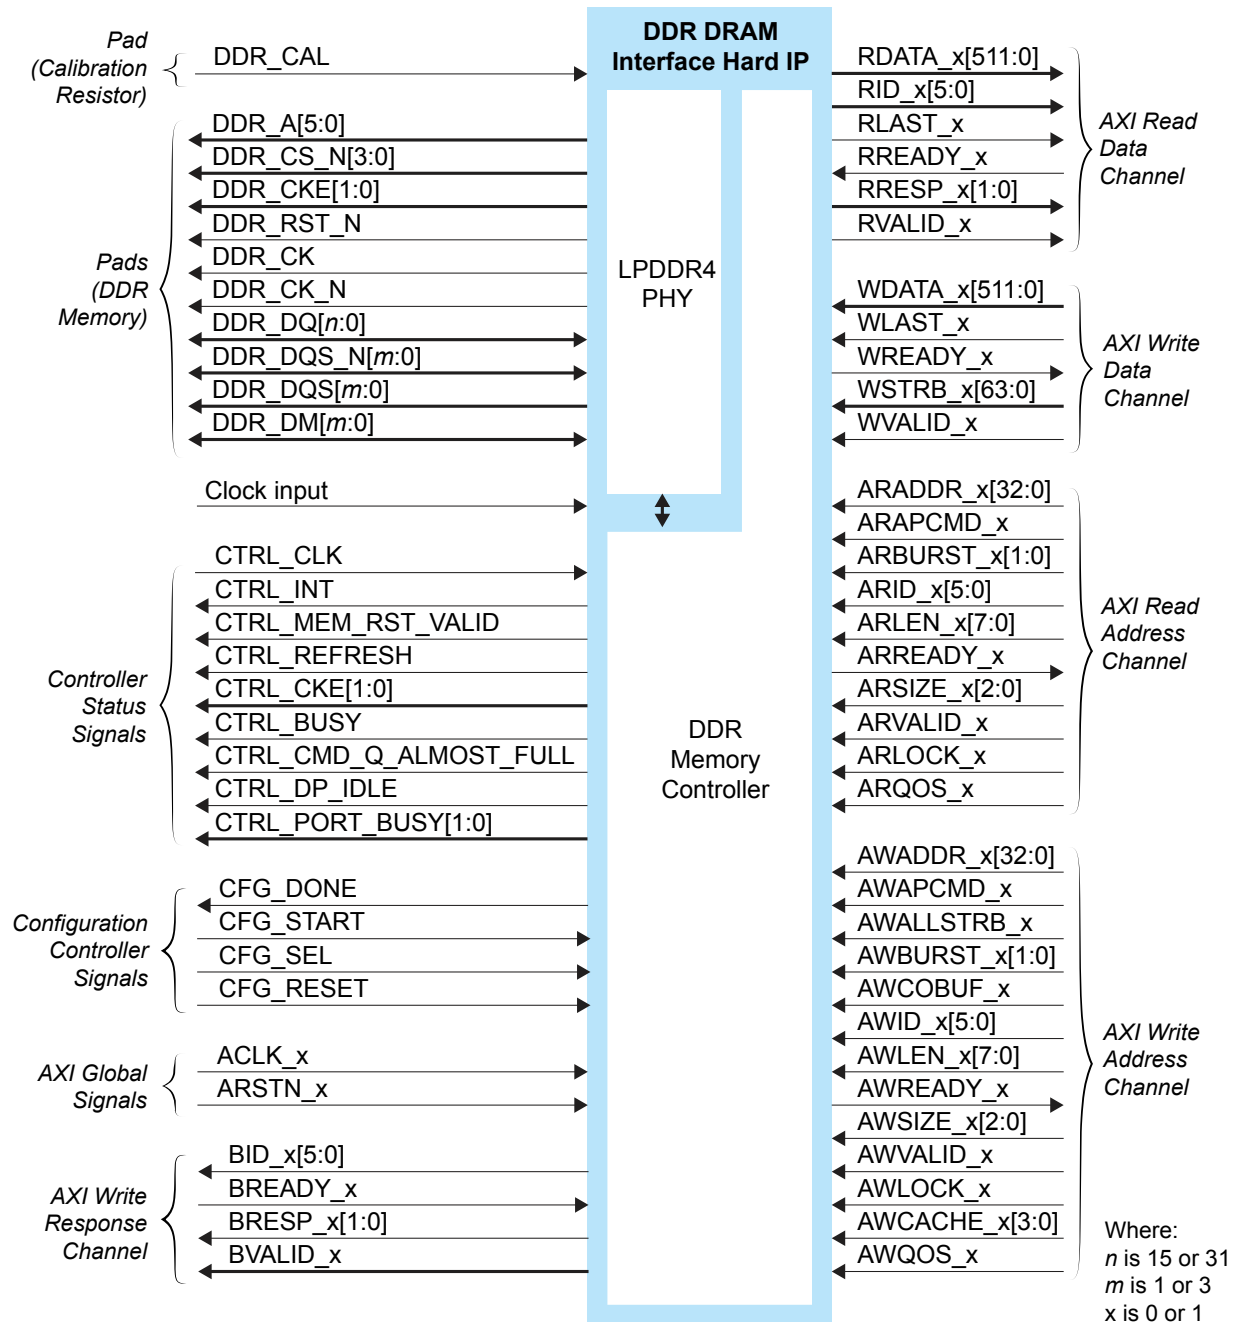 DDR DRAM
Interface Hard IP
Pad
(Calibration
Resistor)
DDR_CAL
Pads
(DDR
Memory)
DDR_A[5:0]
DDR_CS_N[3:0]
DDR_CKE[1:0]
DDR_RST_N
DDR_CK
DDR_CK_N
DDR_DQ[n:0]
DDR_DQS_N[m:0]
DDR_DQS[m:0]
DDR_DM[m:0]
Clock input
Controller
Status
Signals
CTRL_CLK
CTRL_INT
CTRL_MEM_RST_VALID
CTRL_REFRESH
CTRL_CKE[1:0]
CTRL_BUSY
CTRL_CMD_Q_ALMOST_FULL
CTRL_DP_IDLE
CTRL_PORT_BUSY[1:0]
Configuration
Controller
Signals
CFG_DONE
CFG_START
CFG_SEL
CFG_RESET
AXI Global
Signals
ACLK_x
ARSTN_x
AXI Write
Response
Channel
BID_x[5:0]
BREADY_x
BRESP_x[1:0]
BVALID_x
LPDDR4
PHY
DDR
Memory
Controller
RDATA_x[511:0]
RID_x[5:0]
RLAST_x
RREADY_x
RRESP_x[1:0]
RVALID_x
AXI Read
Data
Channel
WDATA_x[511:0]
WLAST_x
WREADY_x
WSTRB_x[63:0]
WVALID_x
AXI Write
Data
Channel
ARADDR_x[32:0]
ARAPCMD_x
ARBURST_x[1:0]
ARID_x[5:0]
ARLEN_x[7:0]
ARREADY_x
ARSIZE_x[2:0]
ARVALID_x
ARLOCK_x
ARQOS_x
AXI Read
Address
Channel
AWADDR_x[32:0]
AWAPCMD_x
AWALLSTRB_x
AWBURST_x[1:0]
AWCOBUF_x
AWID_x[5:0]
AWLEN_x[7:0]
AWREADY_x
AWSIZE_x[2:0]
AWVALID_x
AWLOCK_x
AWCACHE_x[3:0]
AWQOS_x
AXI Write
Address
Channel
Where:
n is 15 or 31
m is 1 or 3
x is 0 or 1